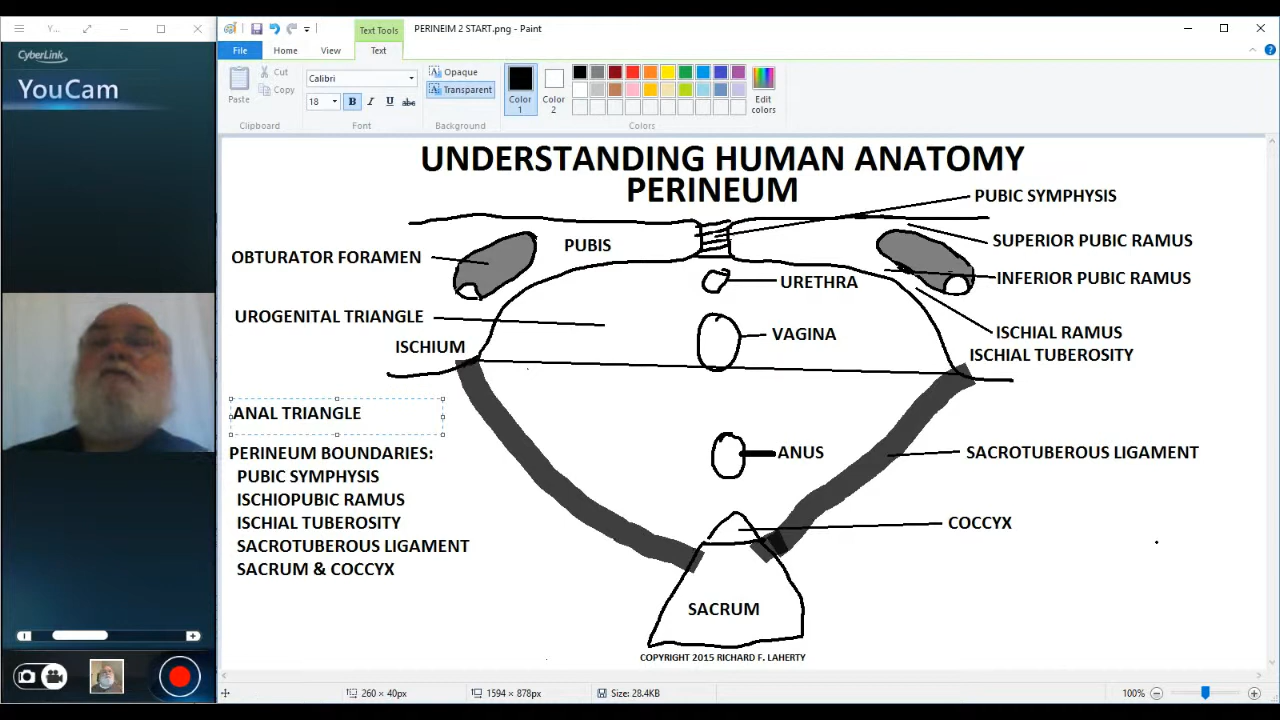 Y...
CyberLink
YouCam
Text Tools
PERINEIM 2 START.png - Paint
File
Home
View
Text
Paste
Cut
Copy
Calibri
18
B
I
U
abc
Opaque
Transparent
Color
1
Color
2
Edit
colors
Clipboard
Font
Background
Colors
UNDERSTANDING HUMAN ANATOMY
PERINEUM
PUBIC SYMPHYSIS
PUBIS
SUPERIOR PUBIC RAMUS
OBTURATOR FORAMEN
INFERIOR PUBIC RAMUS
URETHRA
UROGENITAL TRIANGLE
VAGINA
ISCHIAL RAMUS
ISCHIUM
ISCHIAL TUBEROSITY
ANAL TRIANGLE
PERINEUM BOUNDARIES:
ANUS
SACROTUBEROUS LIGAMENT
PUBIC SYMPHYSIS
ISCHIOPUBIC RAMUS
ISCHIAL TUBEROSITY
COCCYX
SACROTUBEROUS LIGAMENT
SACRUM & COCCYX
SACRUM
COPYRIGHT 2015 RICHARD F. LAHERTY
260 × 40px
1594 × 878px
Size: 28.4KB
100%